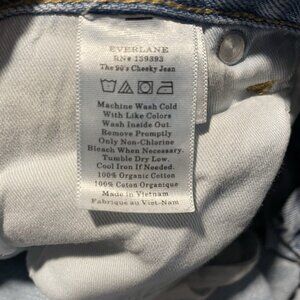 EVERLANE
RN# 139393
The 90's Cheeky Jean
Machine Wash Cold
With Like Colors
Wash Inside Out.
Remove Promptly
Only Non-Chlorine
Bleach When Necessary.
Tumble Dry Low.
Cool Iron If Needed.
100% Organic Cotton
100% Coton Organique
Made in Vietnam
Fabrique au Viet-Nam